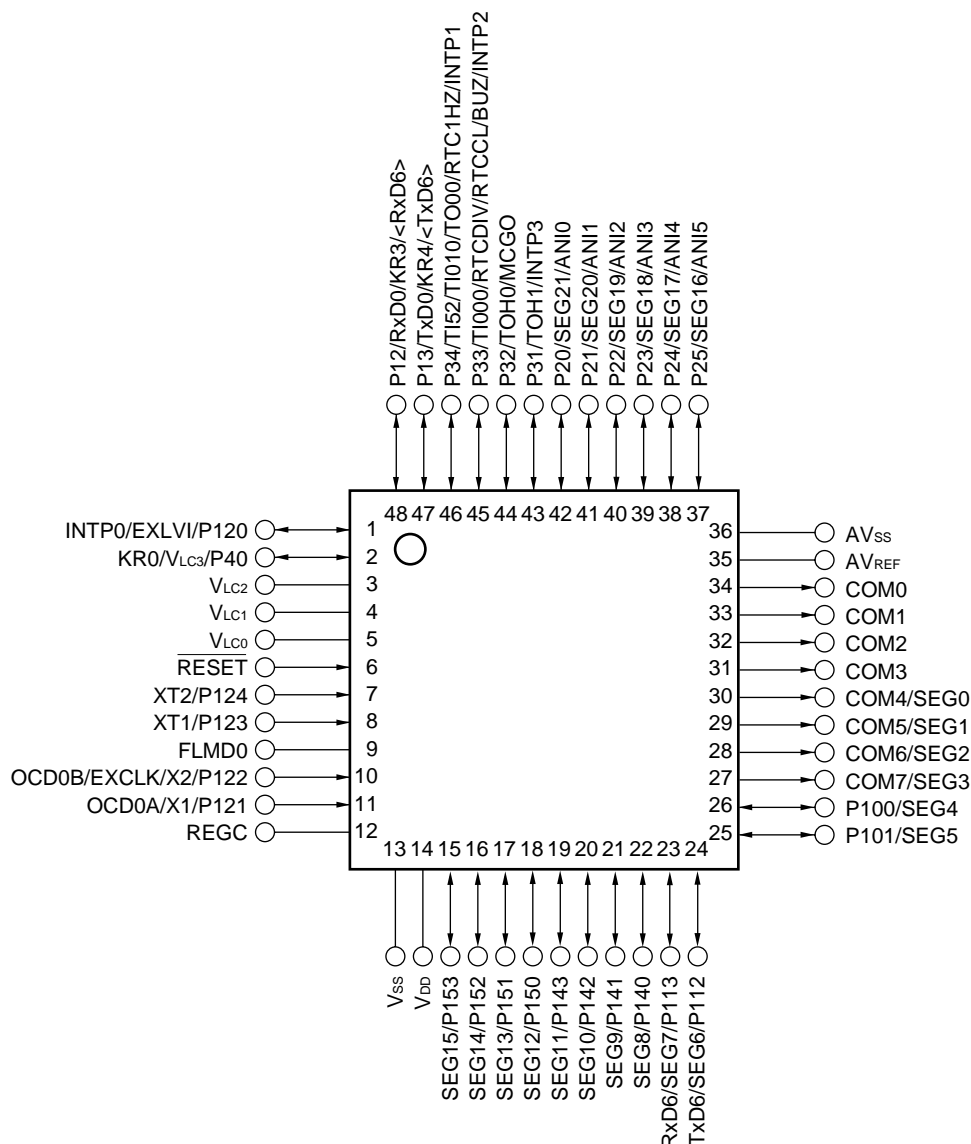 P12/RxD0/KR3/<RxD6>
P13/TxD0/KR4/<TxD6>
P34/TI52/TI010/TO00/RTC1HZ/INTP1
P33/TI000/RTCDIV/RTCCL/BUZ/INTP2
P32/TOH0/MCGO
P31/TOH1/INTP3
P20/SEG21/ANI0
P21/SEG20/ANI1
P22/SEG19/ANI2
P23/SEG18/ANI3
P24/SEG17/ANI4
P25/SEG16/ANI5
48 47 46 45 44 43 42 41 40 39 38 37
INTP0/EXLVI/P120 1
KR0/VLC3/P40 2
VLC2 3
VLC1 4
VLC0 5
RESET 6
XT2/P124 7
XT1/P123 8
FLMD0 9
OCD0B/EXCLK/X2/P122 10
OCD0A/X1/P121 11
REGC 12
36 AVSS
35 AVREF
34 COM0
33 COM1
32 COM2
31 COM3
30 COM4/SEG0
29 COM5/SEG1
28 COM6/SEG2
27 COM7/SEG3
26 P100/SEG4
25 P101/SEG5
13 14 15 16 17 18 19 20 21 22 23 24
VSS
VDD
SEG15/P153
SEG14/P152
SEG13/P151
SEG12/P150
SEG11/P143
SEG10/P142
SEG9/P141
SEG8/P140
RxD6/SEG7/P113
TxD6/SEG6/P112